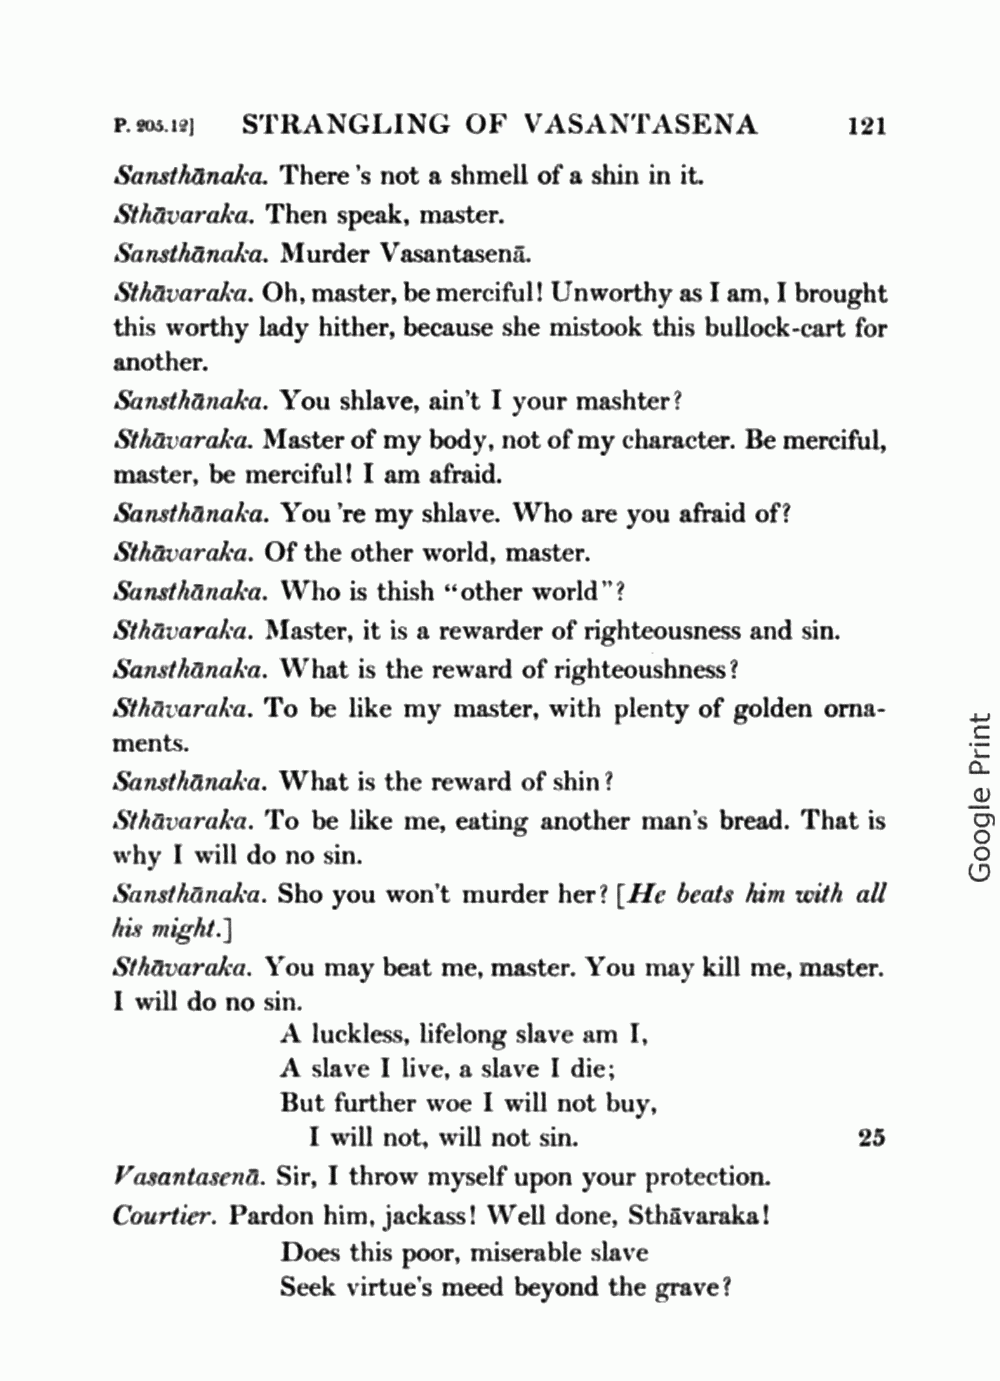 P. 205.12] STRANGLING OF VASANTASENA 121
Sansthānaka. There 's not a shmell of a shin in it.
Sthāvaraka. Then speak, master.
Sansthānaka. Murder Vasantasenā.
Sthāvaraka. Oh, master, be merciful! Unworthy as I am, I brought
this worthy lady hither, because she mistook this bullock-cart for
another.
Sansthānaka. You shlave, ain't I your mashter?
Sthāvaraka. Master of my body, not of my character. Be merciful,
master, be merciful! I am afraid.
Sansthānaka. You 're my shlave. Who are you afraid of?
Sthāvaraka. Of the other world, master.
Sansthānaka. Who is thish "other world"?
Sthāvaraka. Master, it is a rewarder of righteousness and sin.
Sansthānaka. What is the reward of righteoushness?
Sthāvaraka. To be like my master, with plenty of golden orna-
ments.
Sansthānaka. What is the reward of shin?
Sthāvaraka. To be like me, eating another man's bread. That is
why I will do no sin.
Sansthānaka. Sho you won't murder her? [He beats him with all
his might.]
Sthāvaraka. You may beat me, master. You may kill me, master.
I will do no sin.
A luckless, lifelong slave am I,
A slave I live, a slave I die;
But further woe I will not buy,
I will not, will not sin. 25
Vasantasenā. Sir, I throw myself upon your protection.
Courtier. Pardon him, jackass! Well done, Sthāvaraka!
Does this poor, miserable slave
Seek virtue's meed beyond the grave?
Google Print